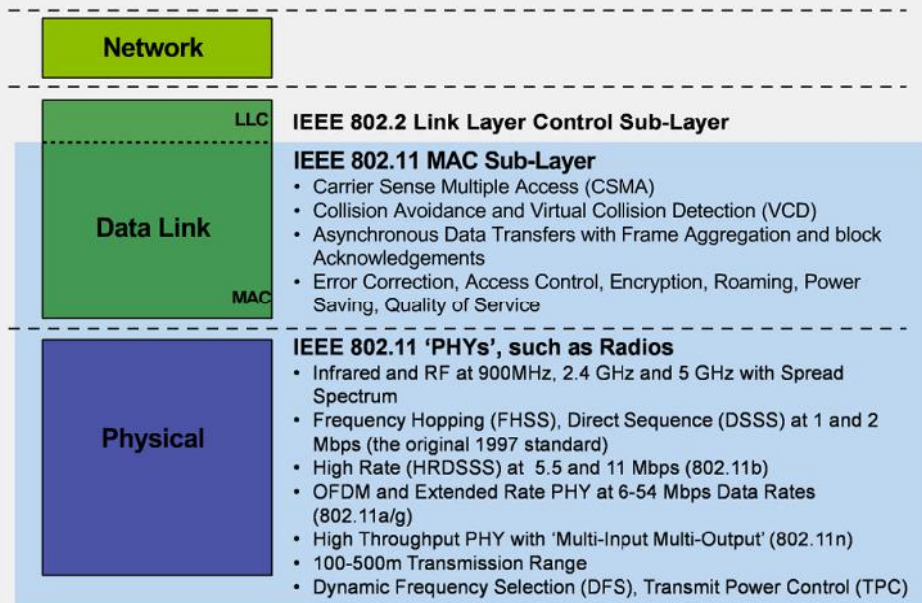 Network
LLC
IEEE 802.2 Link Layer Control Sub-Layer
Data Link
MAC
IEEE 802.11 MAC Sub-Layer
• Carrier Sense Multiple Access (CSMA)
• Collision Avoidance and Virtual Collision Detection (VCD)
• Asynchronous Data Transfers with Frame Aggregation and block
Acknowledgements
• Error Correction, Access Control, Encryption, Roaming, Power
Saving, Quality of Service
Physical
IEEE 802.11 ‘PHYs’, such as Radios
• Infrared and RF at 900MHz, 2.4 GHz and 5 GHz with Spread
Spectrum
• Frequency Hopping (FHSS), Direct Sequence (DSSS) at 1 and 2
Mbps (the original 1997 standard)
• High Rate (HRDSSS) at 5.5 and 11 Mbps (802.11b)
• OFDM and Extended Rate PHY at 6-54 Mbps Data Rates
(802.11a/g)
• High Throughput PHY with ‘Multi-Input Multi-Output’ (802.11n)
• 100-500m Transmission Range
• Dynamic Frequency Selection (DFS), Transmit Power Control (TPC)